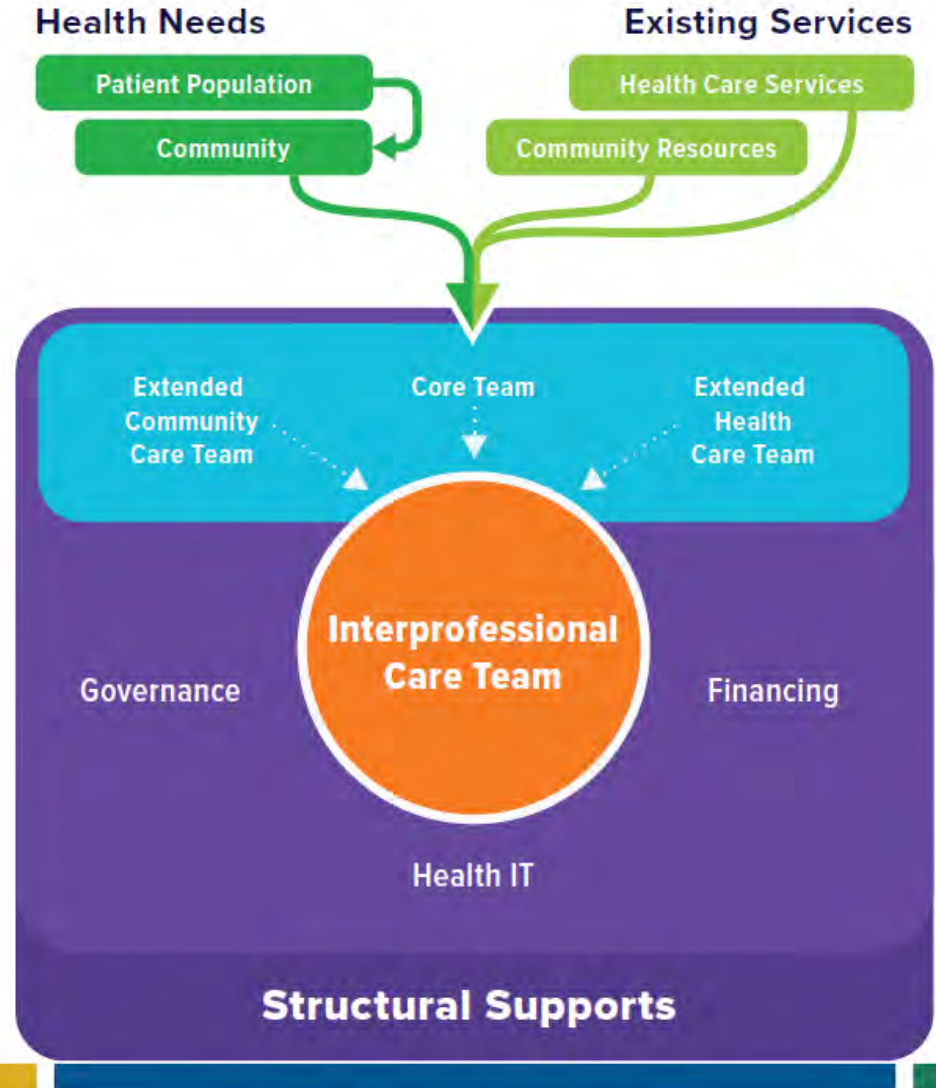 Health Needs
Existing Services
Patient Population
Health Care Services
Community
Community Resources
Extended
Community
Care Team
Core Team
Extended
Health
Care Team
Interprofessional
Care Team
Governance
Financing
Health IT
Structural Supports